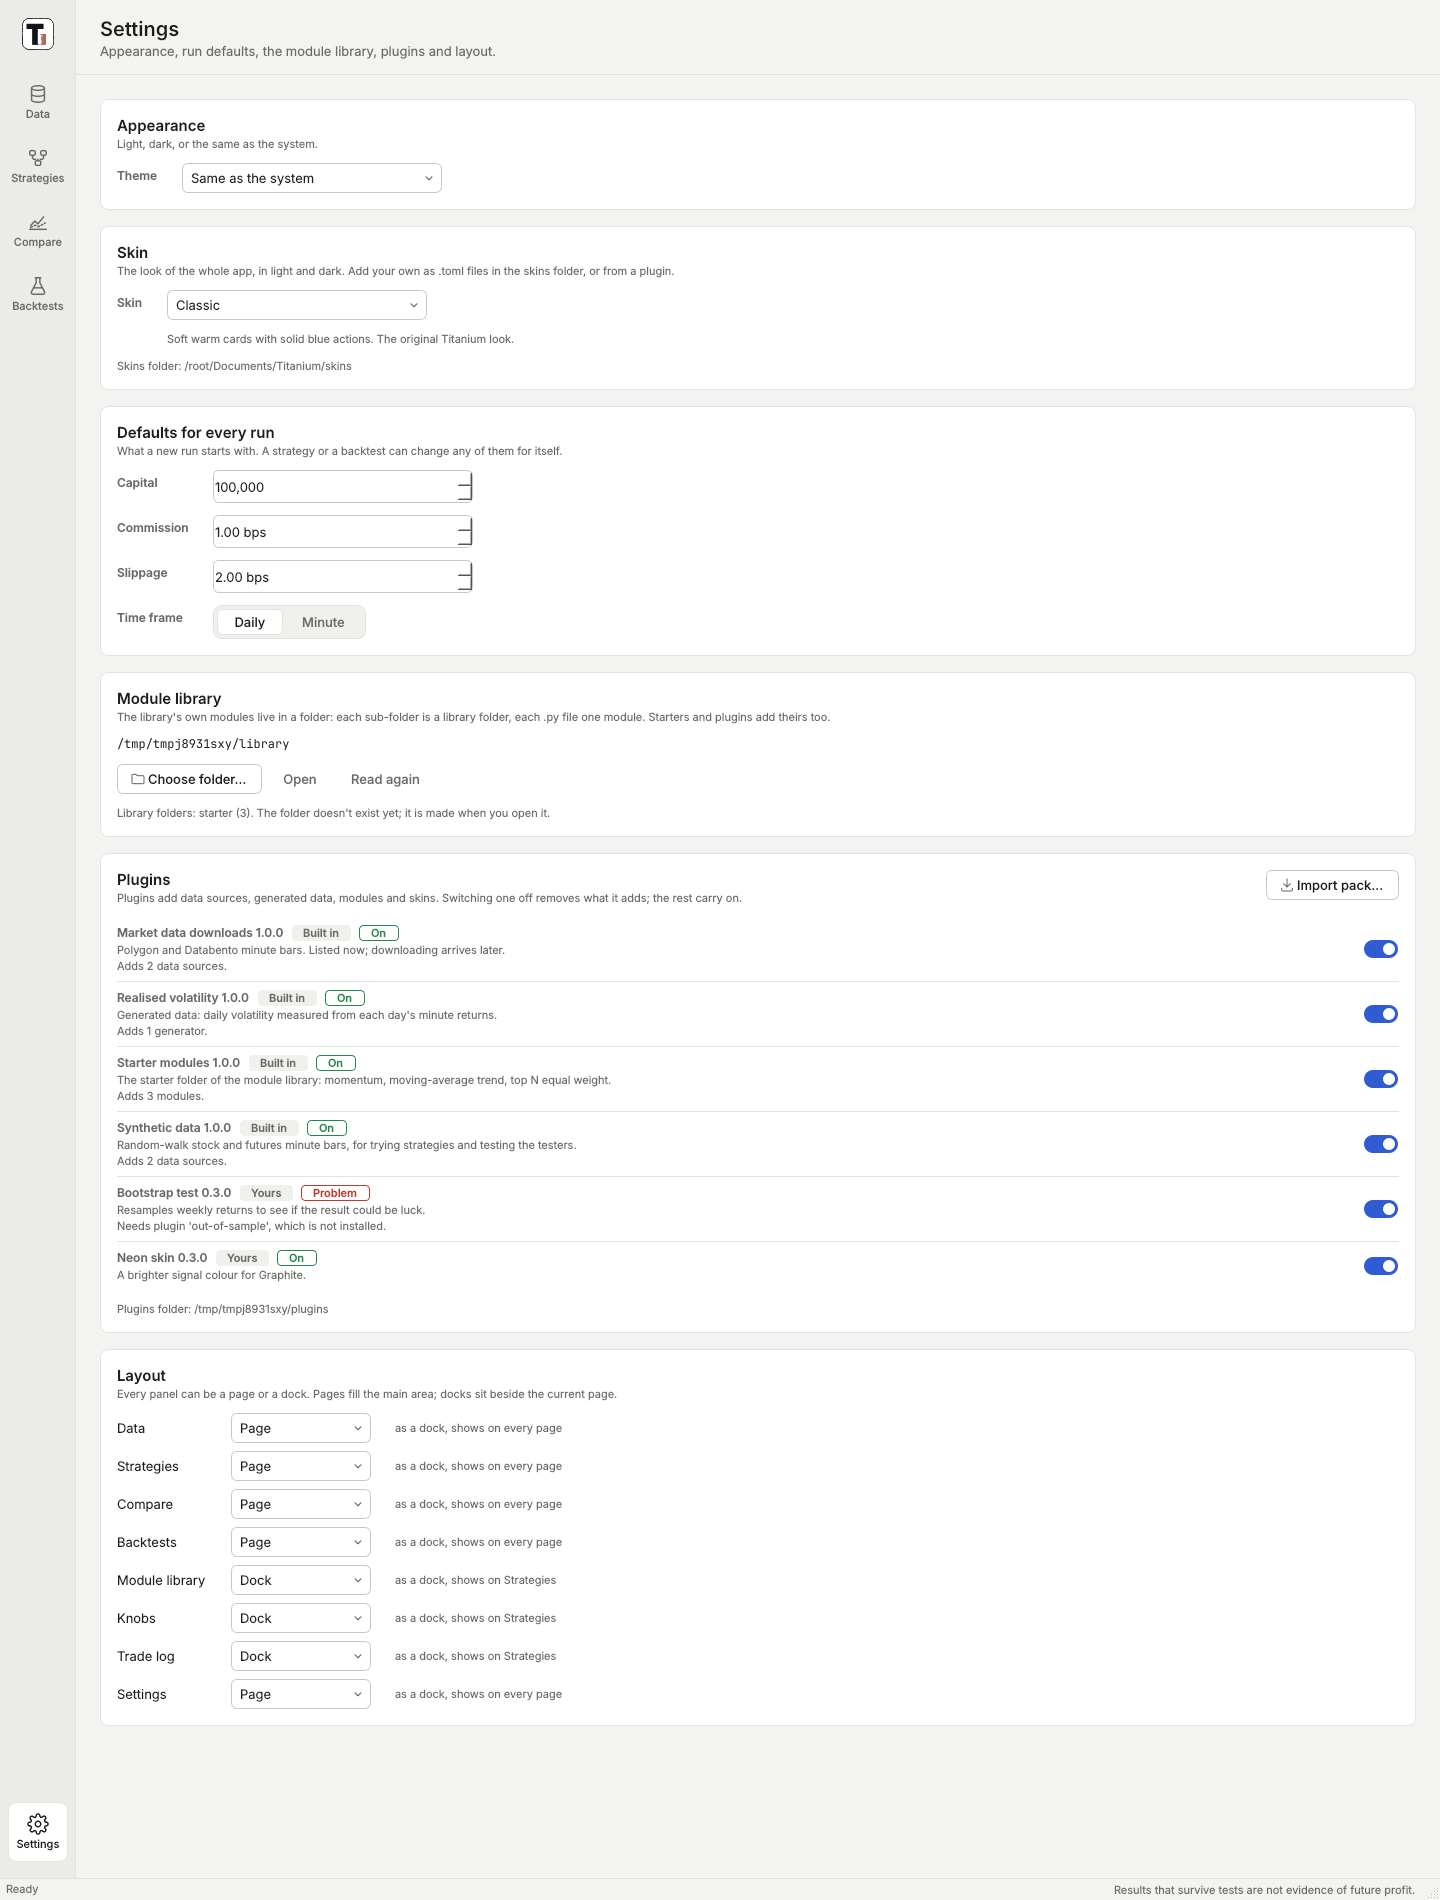 Ti
Settings
Appearance, run defaults, the module library, plugins and layout.
Data
Strategies
Compare
Backtests
Appearance
Light, dark, or the same as the system.
Theme Same as the system
Skin
The look of the whole app, in light and dark. Add your own as .toml files in the skins folder, or from a plugin.
Skin Classic
Soft warm cards with solid blue actions. The original Titanium look.
Skins folder: /root/Documents/Titanium/skins
Defaults for every run
What a new run starts with. A strategy or a backtest can change any of them for itself.
Capital 100,000
Commission 1.00 bps
Slippage 2.00 bps
Time frame Daily Minute
Module library
The library's own modules live in a folder: each sub-folder is a library folder, each .py file one module. Starters and plugins add theirs too.
/tmp/tmpj8931sxy/library
Choose folder... Open Read again
Library folders: starter (3). The folder doesn't exist yet; it is made when you open it.
Plugins
Plugins add data sources, generated data, modules and skins. Switching one off removes what it adds; the rest carry on.
Import pack...
Market data downloads 1.0.0 Built in On
Polygon and Databento minute bars. Listed now; downloading arrives later.
Adds 2 data sources.
Realised volatility 1.0.0 Built in On
Generated data: daily volatility measured from each day's minute returns.
Adds 1 generator.
Starter modules 1.0.0 Built in On
The starter folder of the module library: momentum, moving-average trend, top N equal weight.
Adds 3 modules.
Synthetic data 1.0.0 Built in On
Random-walk stock and futures minute bars, for trying strategies and testing the testers.
Adds 2 data sources.
Bootstrap test 0.3.0 Yours Problem
Resamples weekly returns to see if the result could be luck.
Needs plugin 'out-of-sample', which is not installed.
Neon skin 0.3.0 Yours On
A brighter signal colour for Graphite.
Plugins folder: /tmp/tmpj8931sxy/plugins
Layout
Every panel can be a page or a dock. Pages fill the main area; docks sit beside the current page.
Data Page as a dock, shows on every page
Strategies Page as a dock, shows on every page
Compare Page as a dock, shows on every page
Backtests Page as a dock, shows on every page
Module library Dock as a dock, shows on Strategies
Knobs Dock as a dock, shows on Strategies
Trade log Dock as a dock, shows on Strategies
Settings Page as a dock, shows on every page
Settings
Ready
Results that survive tests are not evidence of future profit.